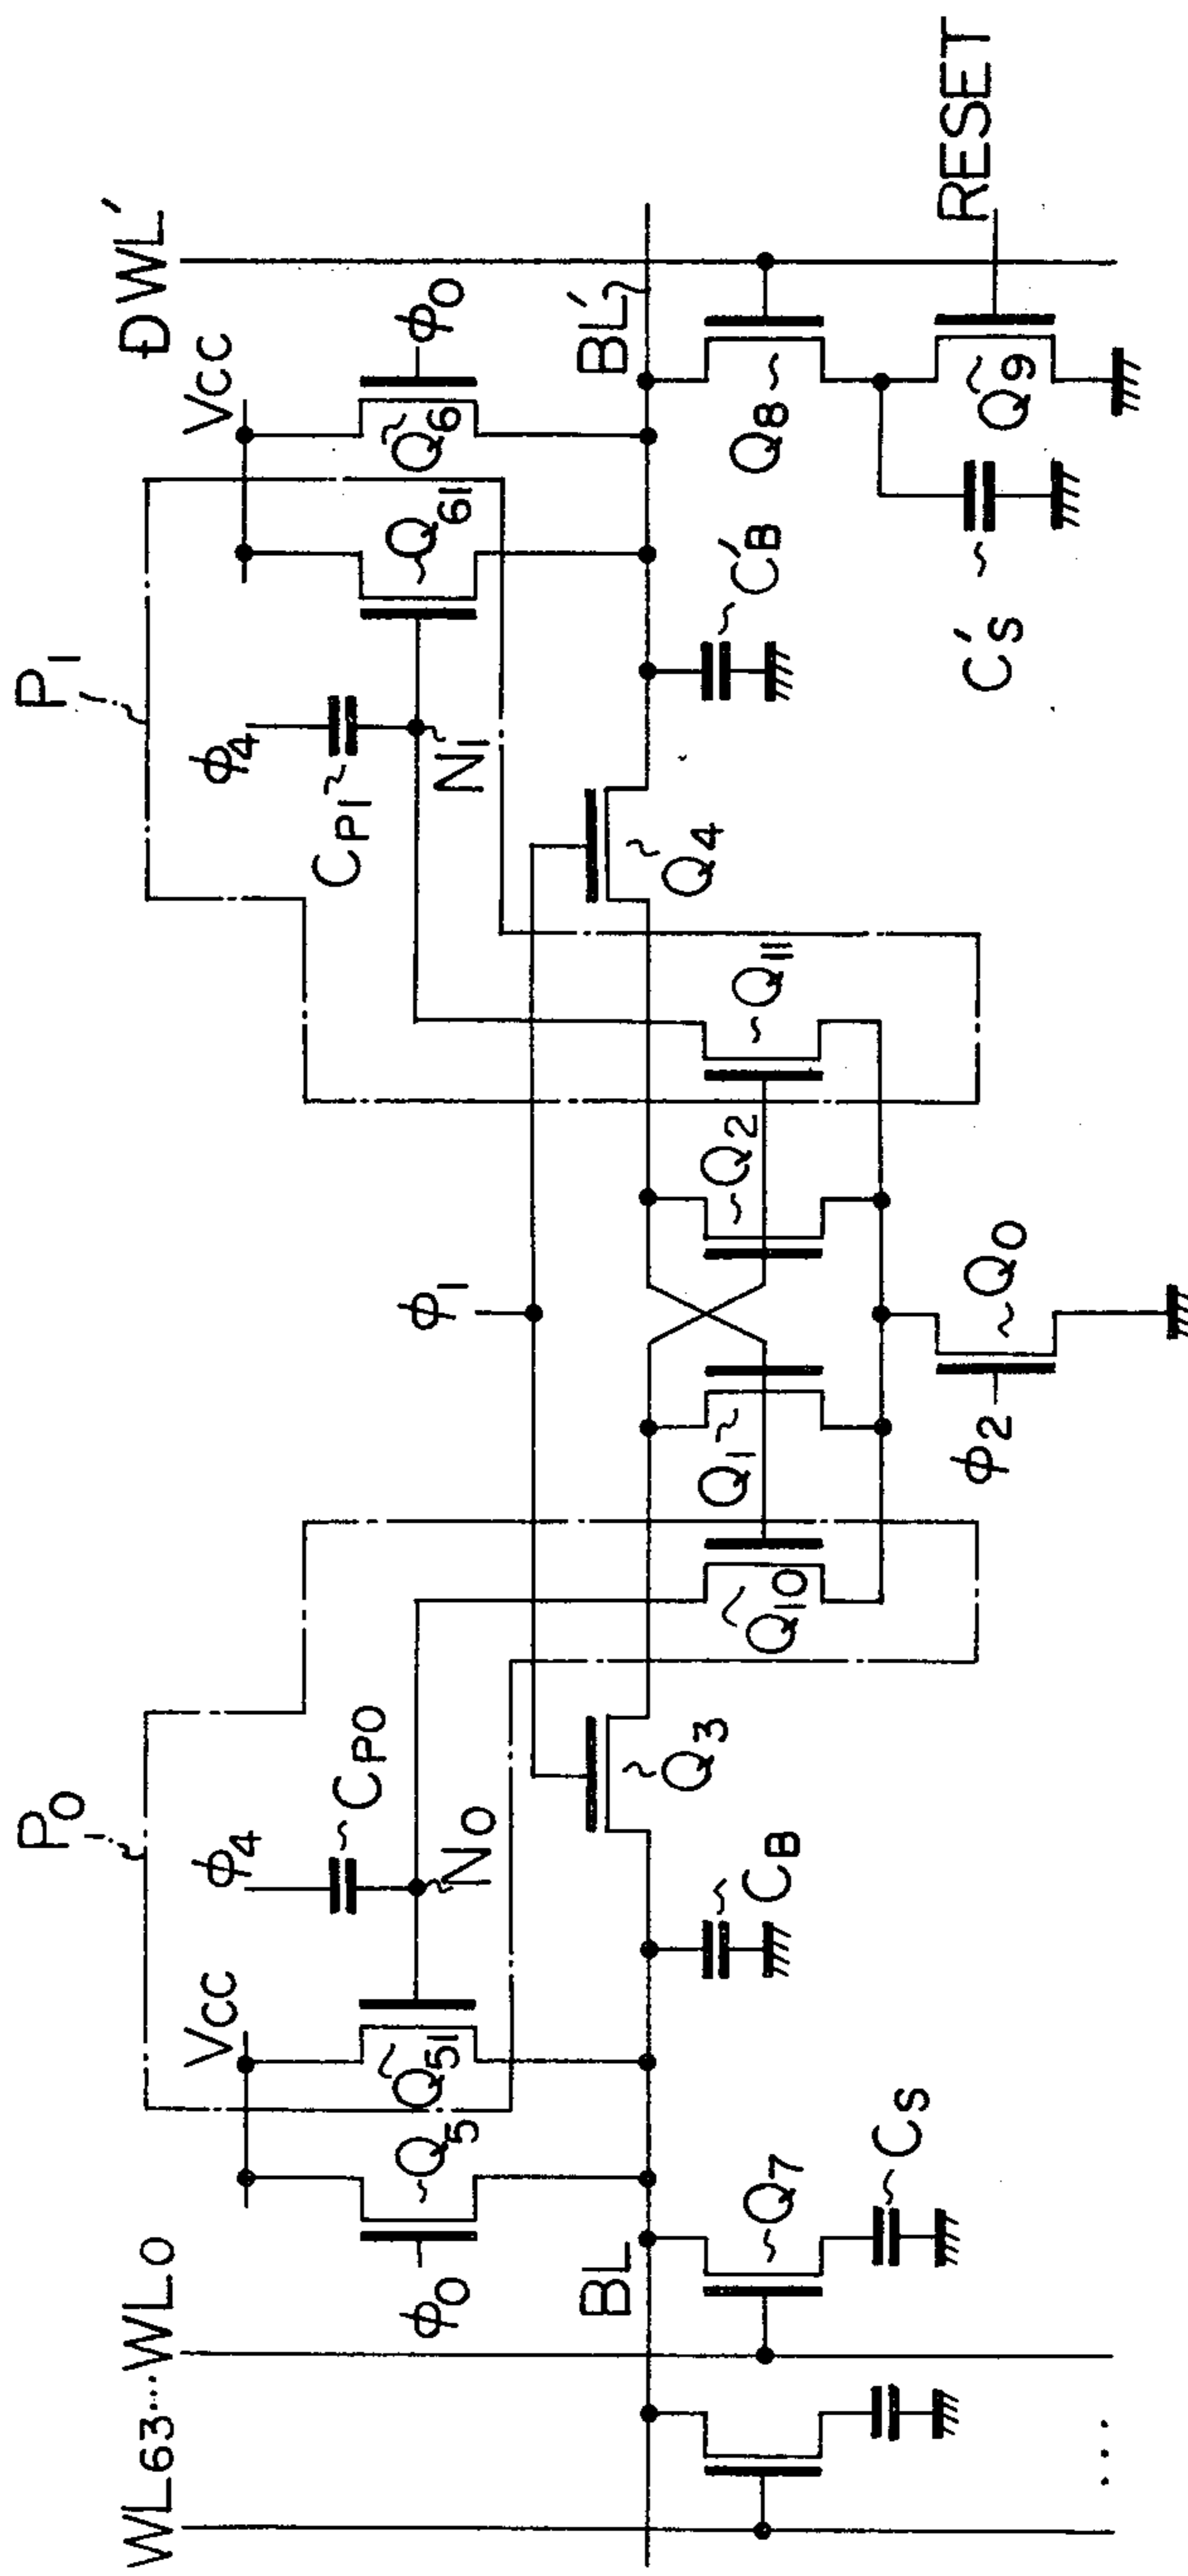 WL63···WL0
VCC
P0
VCC
P1
ĐWL′
φ0
Q5
Q51
φ4
CP0
N0
φ1
φ4
CP1
N1
Q61
Q6
φ0
BL
Q7
CS
CB
Q3
Q10
Q1
φ2
Q0
Q2
Q11
Q4
C′B
BL′
Q8
C′S
Q9
RESET